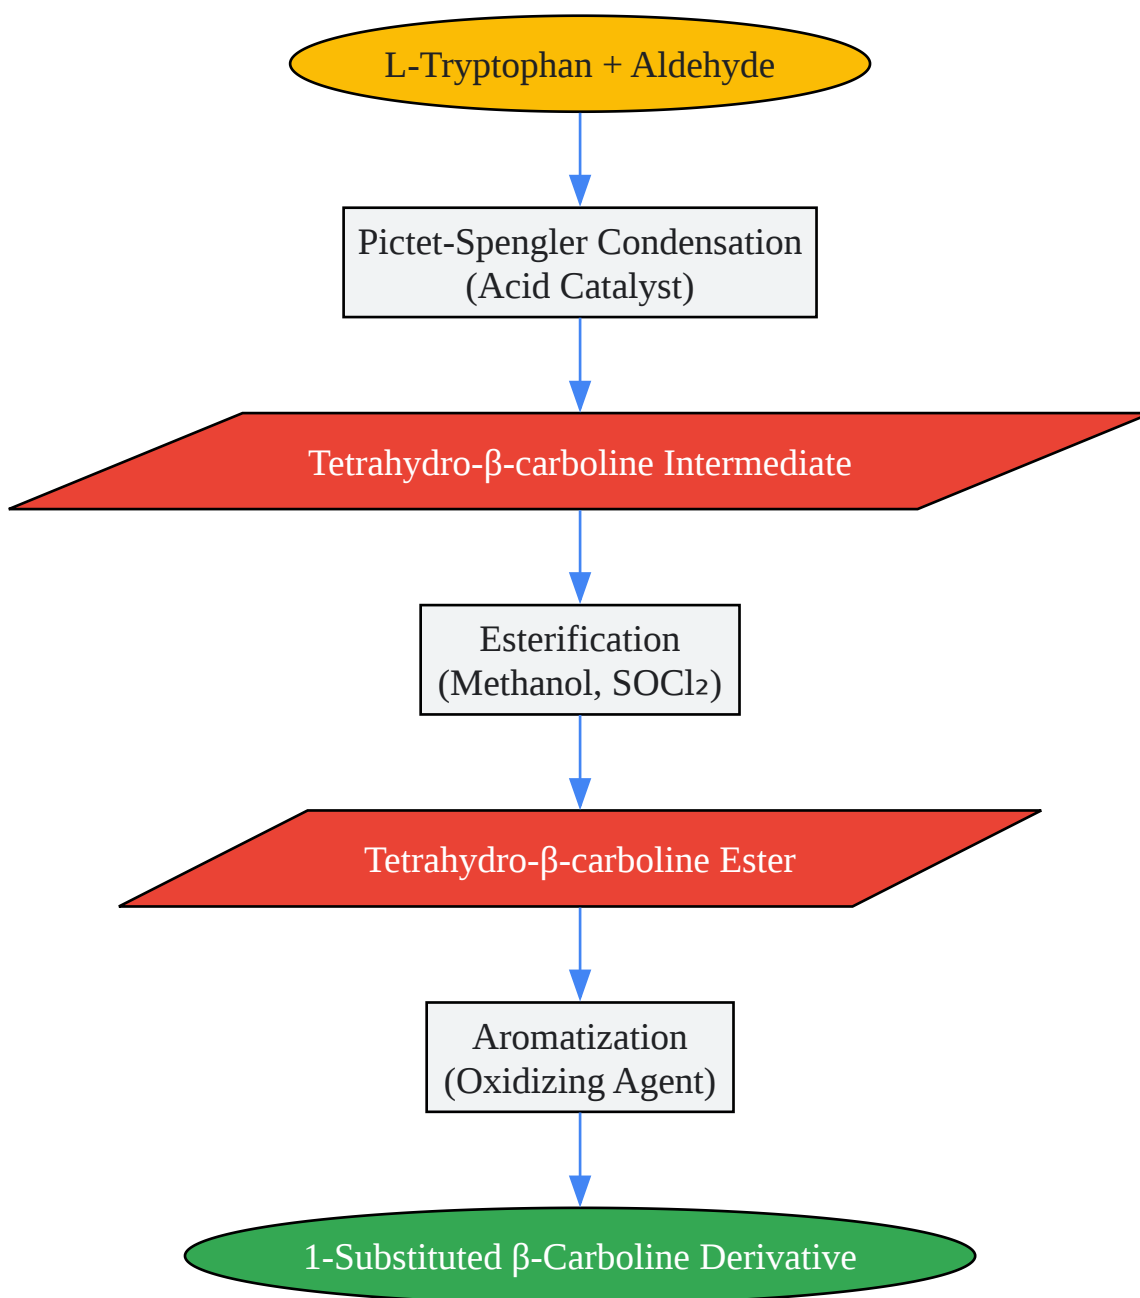 L-Tryptophan + Aldehyde
Pictet-Spengler Condensation
(Acid Catalyst)
Tetrahydro-β-carboline Intermediate
Esterification
(Methanol, SOCl₂)
Tetrahydro-β-carboline Ester
Aromatization
(Oxidizing Agent)
1-Substituted β-Carboline Derivative